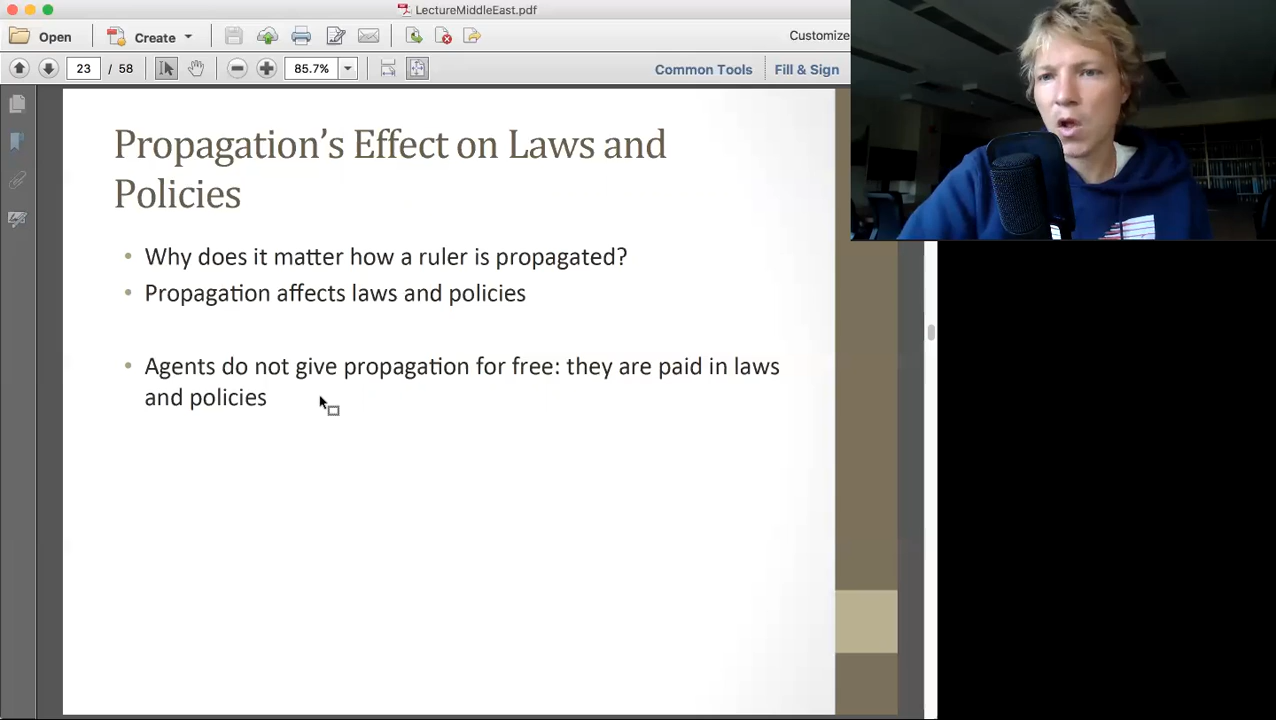 LectureMiddleEast.pdf
Open Create Customize
23 / 58 85.7% Common Tools Fill & Sign
Propagation's Effect on Laws and
Policies
• Why does it matter how a ruler is propagated?
• Propagation affects laws and policies
• Agents do not give propagation for free: they are paid in laws
and policies